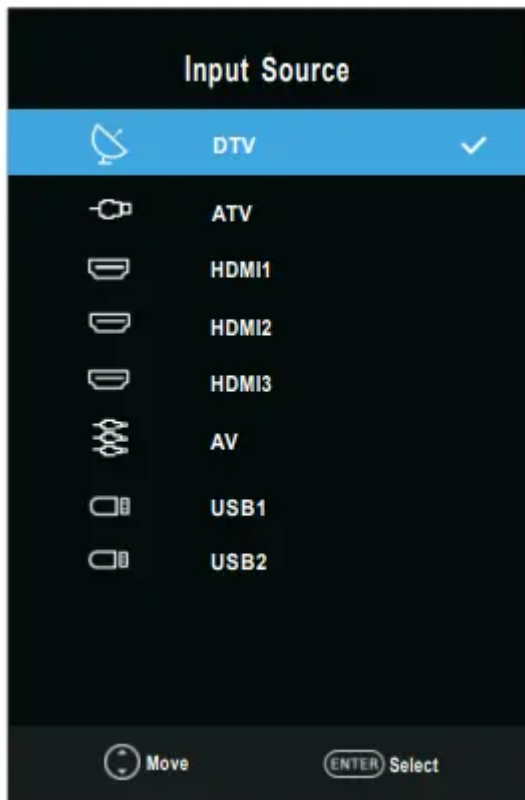 Input Source
DTV
ATV
HDMI1
HDMI2
HDMI3
AV
USB1
USB2
Move ENTER Select